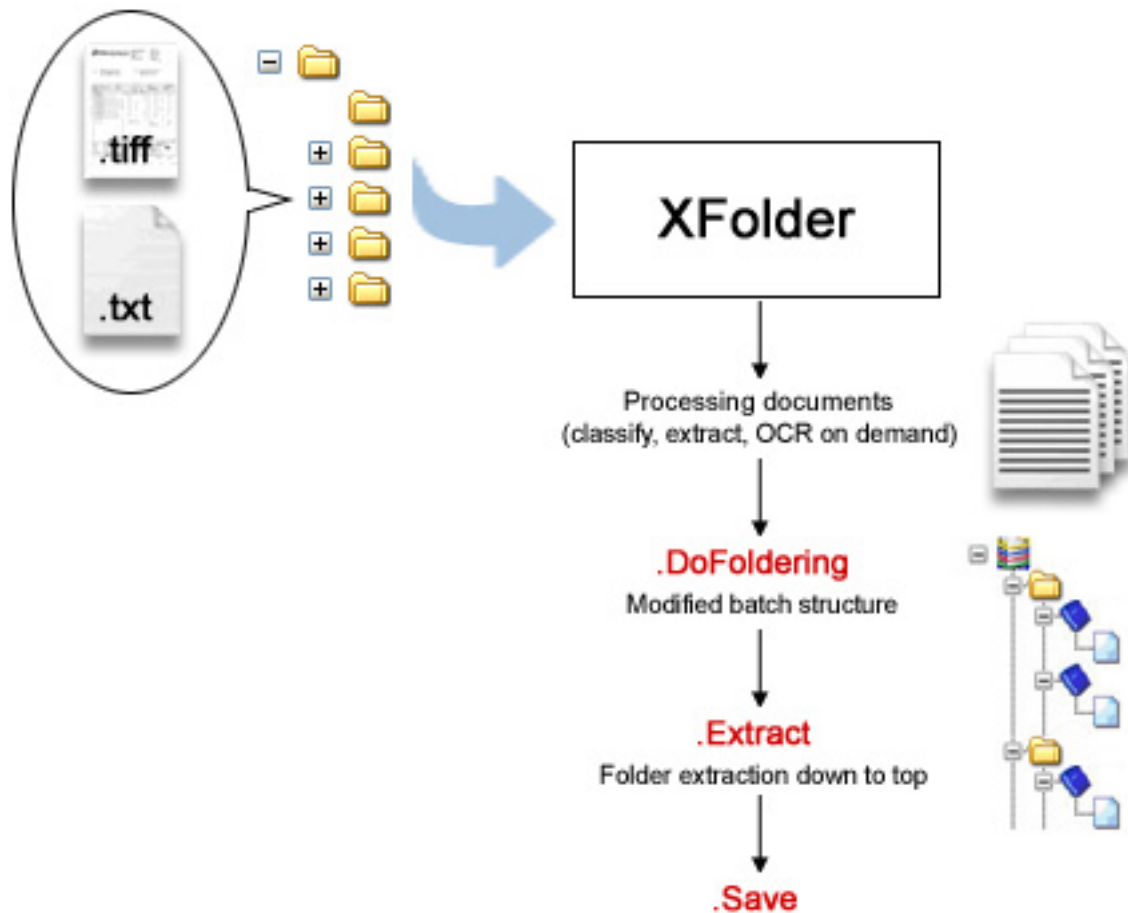 .tiff
.txt
XFolder
Processing documents
(classify, extract, OCR on demand)
.DoFoldering
Modified batch structure
.Extract
Folder extraction down to top
.Save